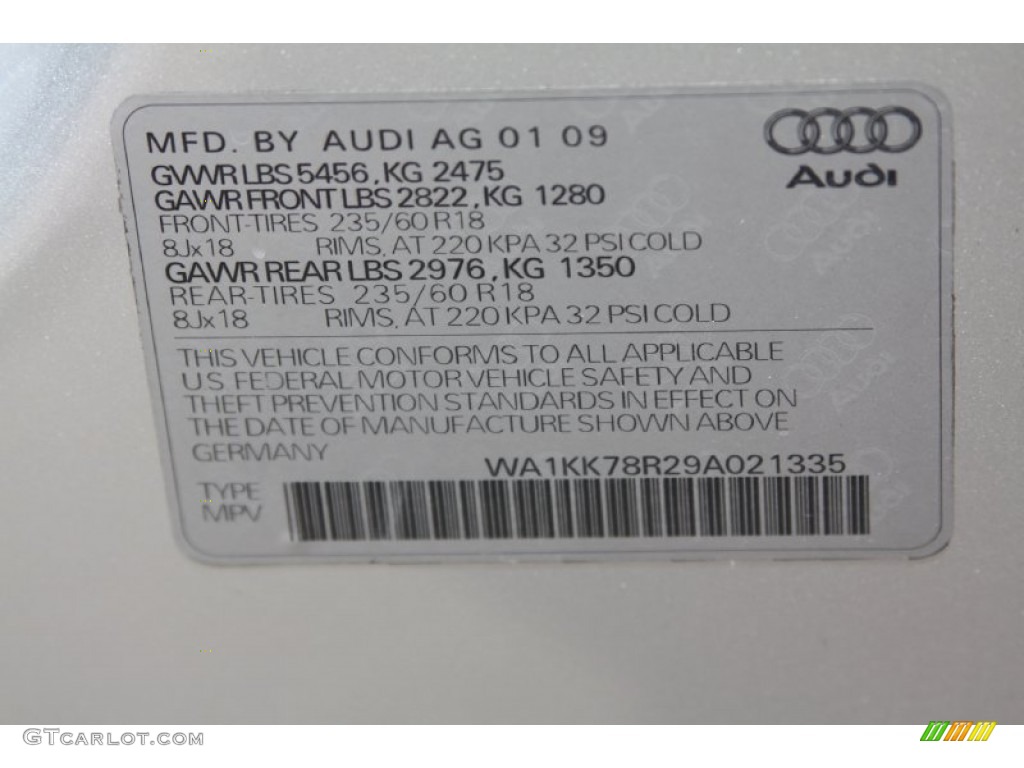 MFD. BY AUDI AG 01 09
GWWR LBS 5456, KG 2475
GAWR FRONT LBS 2822, KG 1280
FRONT-TIRES 235/60 R18
8Jx18 RIMS, AT 220 KPA 32 PSI COLD
GAWR REAR LBS 2976, KG 1350
REAR-TIRES 235/60 R18
8Jx18 RIMS, AT 220 KPA 32 PSI COLD
Audi
THIS VEHICLE CONFORMS TO ALL APPLICABLE
U.S. FEDERAL MOTOR VEHICLE SAFETY AND
THEFT PREVENTION STANDARDS IN EFFECT ON
THE DATE OF MANUFACTURE SHOWN ABOVE
GERMANY
WA1KK78R29A021335
TYPE
MPV
GTCARLOT.COM